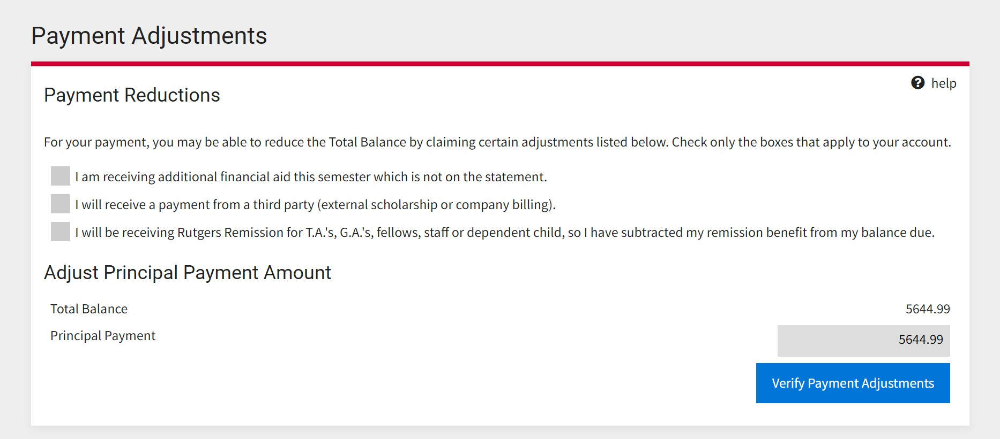 Payment Adjustments
help
Payment Reductions
For your payment, you may be able to reduce the Total Balance by claiming certain adjustments listed below. Check only the boxes that apply to your account.
I am receiving additional financial aid this semester which is not on the statement.
I will receive a payment from a third party (external scholarship or company billing).
I will be receiving Rutgers Remission for T.A.'s, G.A.'s, fellows, staff or dependent child, so I have subtracted my remission benefit from my balance due.
Adjust Principal Payment Amount
Total Balance 5644.99
Principal Payment 5644.99
Verify Payment Adjustments